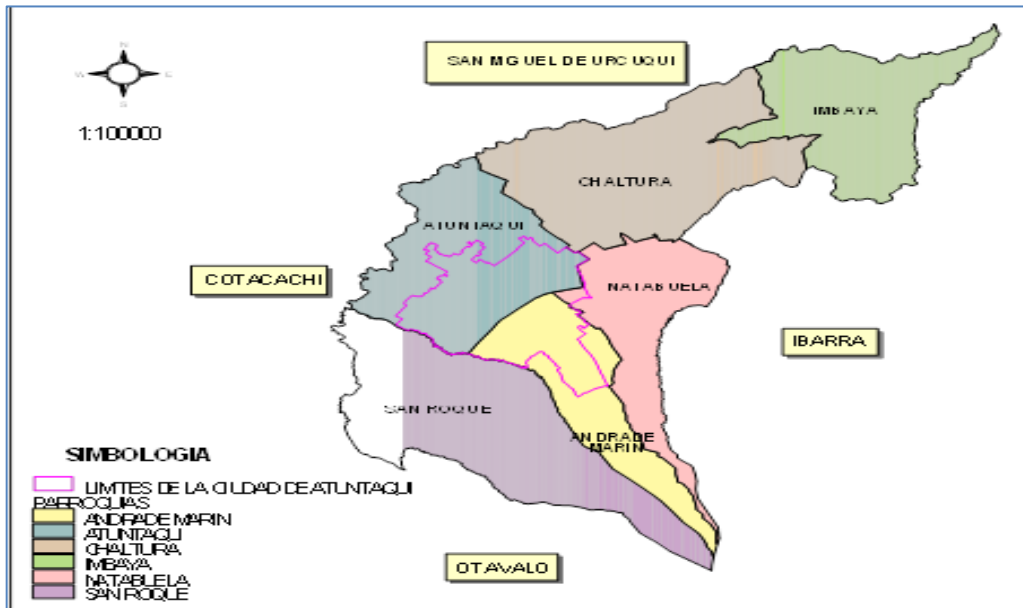 N
W E
S
1:100000
SAN MIGUEL DE URCUQUI
IMBAYA
CHALTURA
ATUNTAQUI
COTACACHI
NATABUELA
IBARRA
SAN ROQUE
ANDRADE
MARIN
OTAVALO
SIMBOLOGIA
LIMITES DE LA CIUDAD DE ATUNTAQUI
PARROQUIAS
ANDRADE MARIN
ATUNTAQUI
CHALTURA
IMBAYA
NATABUELA
SAN ROQUE